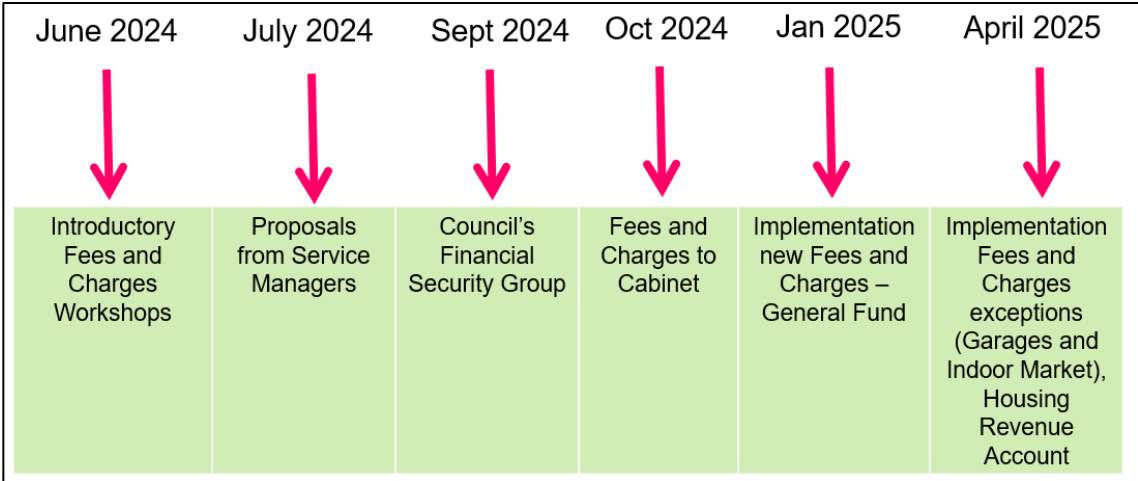 June 2024
July 2024
Sept 2024
Oct 2024
Jan 2025
April 2025
Introductory
Fees and
Charges
Workshops
Proposals
from Service
Managers
Council's
Financial
Security Group
Fees and
Charges to
Cabinet
Implementation
new Fees and
Charges –
General Fund
Implementation
Fees and
Charges
exceptions
(Garages and
Indoor Market),
Housing
Revenue
Account